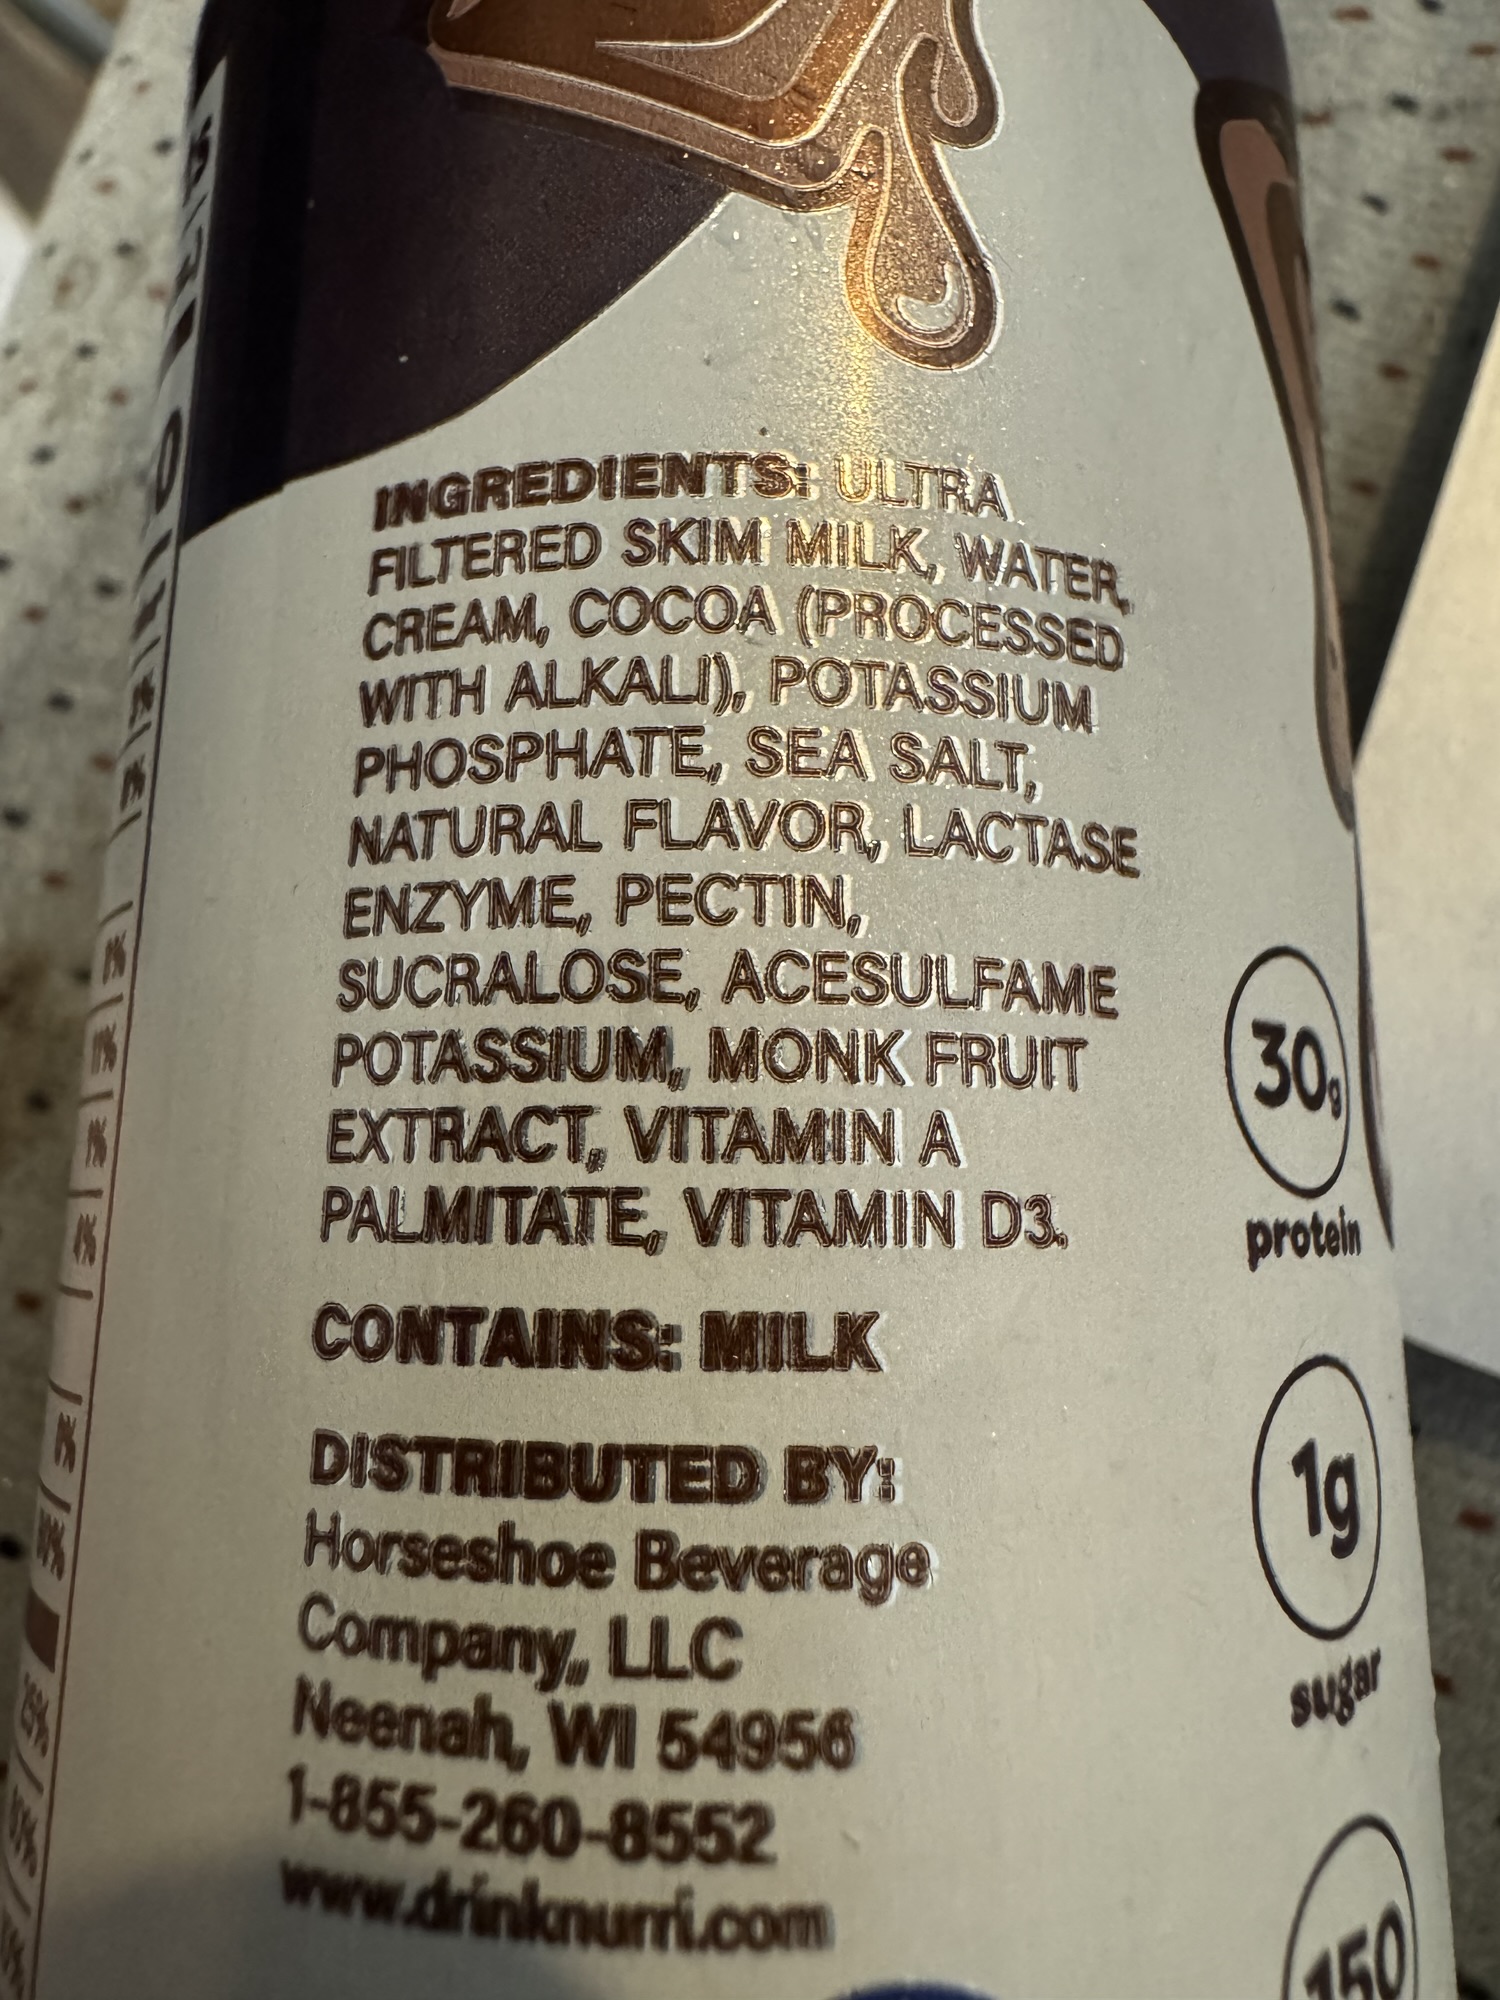 INGREDIENTS: ULTRA
FILTERED SKIM MILK, WATER,
CREAM, COCOA (PROCESSED
WITH ALKALI), POTASSIUM
PHOSPHATE, SEA SALT,
NATURAL FLAVOR, LACTASE
ENZYME, PECTIN,
SUCRALOSE, ACESULFAME
POTASSIUM, MONK FRUIT
EXTRACT, VITAMIN A
PALMITATE, VITAMIN D3.
CONTAINS: MILK
DISTRIBUTED BY:
Horseshoe Beverage
Company, LLC
Neenah, WI 54956
1-855-260-8552
www.drinknurri.com
30g
protein
1g
sugar
150